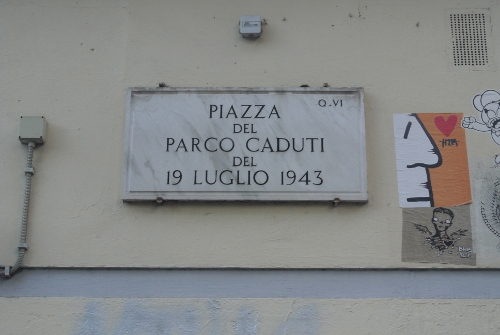 PIAZZA Q.VI
DEL
PARCO CADUTI
DEL
19 LUGLIO 1943